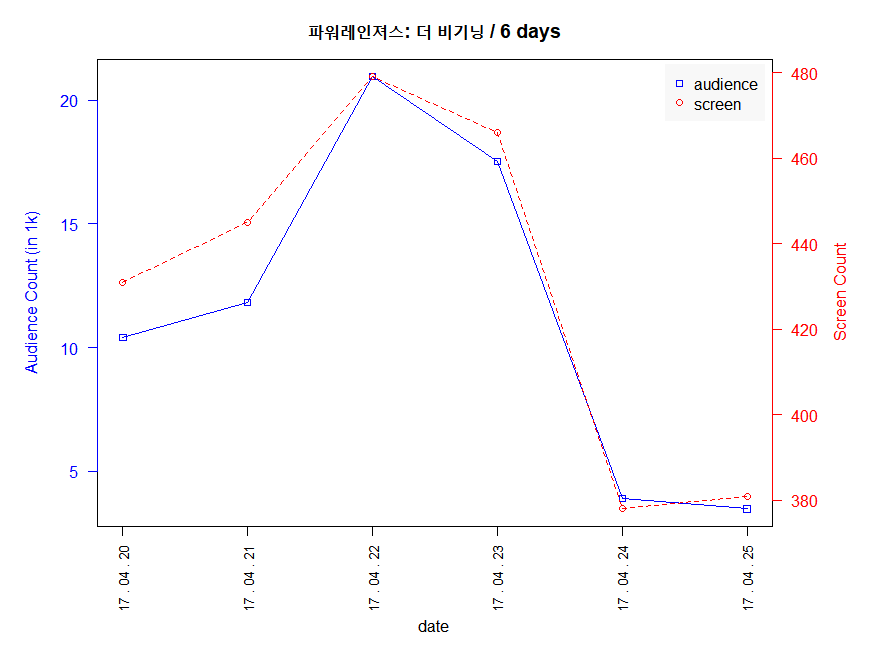 파워레인져스: 더 비기닝 / 6 days
audience
screen
Audience Count (in 1k)
20
15
10
5
480
460
440
420
400
380
Screen Count
17 . 04 . 20
17 . 04 . 21
17 . 04 . 22
17 . 04 . 23
17 . 04 . 24
17 . 04 . 25
date